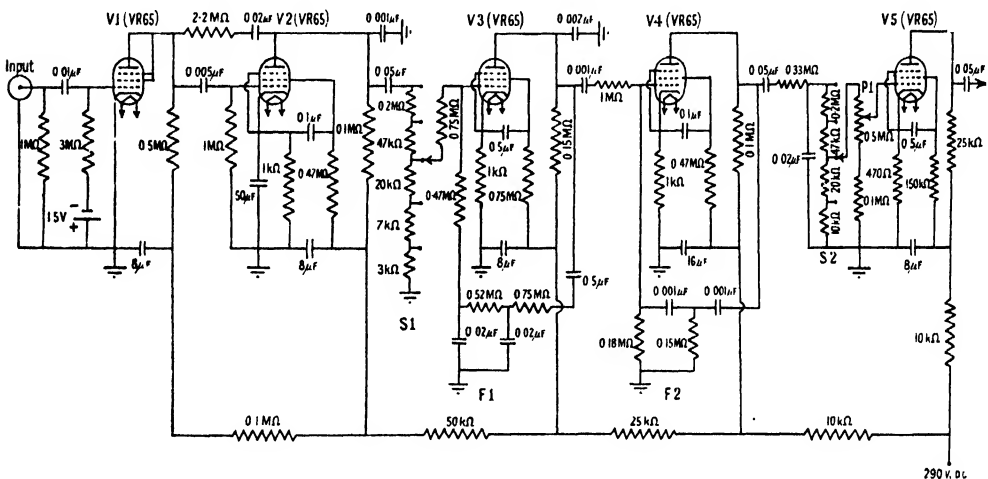 V1 (VR65)
2·2MΩ
0·02µF
V2 (VR65)
0·001µF
V3 (VR65)
0·002µF
V4 (VR65)
V5 (VR65)
Input
0·01µF
0·005µF
0·05µF
0·001µF
0·05µF
0·33MΩ
0·05µF
1MΩ
3MΩ
0·5MΩ
1MΩ
0·1µF
0·1MΩ
0·2MΩ
47kΩ
0·75MΩ
0·5µF
0·15MΩ
1MΩ
0·1µF
0·1MΩ
0·2MΩ
P1
0·5MΩ
0·5µF
25kΩ
1kΩ
0·47MΩ
50µF
20kΩ
0·47MΩ
1kΩ
0·75MΩ
1kΩ
0·47MΩ
0·02µF
47kΩ
20kΩ
10kΩ
470Ω
0·1MΩ
150kΩ
1·5V
-
+
7kΩ
3kΩ
S1
8µF
8µF
8µF
0·5µF
16µF
S2
8µF
0·52MΩ
0·75MΩ
0·001µF
0·001µF
0·02µF
0·02µF
0·18MΩ
0·15MΩ
10kΩ
F1
F2
0·1MΩ
50kΩ
25kΩ
10kΩ
290 V. D.C.